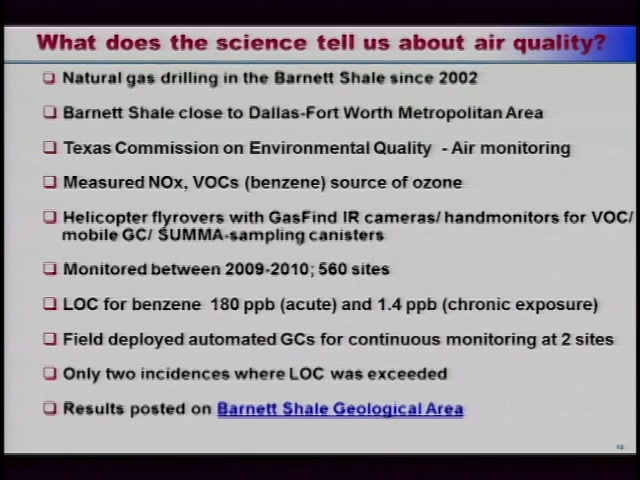 What does the science tell us about air quality?
Natural gas drilling in the Barnett Shale since 2002
Barnett Shale close to Dallas-Fort Worth Metropolitan Area
Texas Commission on Environmental Quality - Air monitoring
Measured NOx, VOCs (benzene) source of ozone
Helicopter flyrovers with GasFind IR cameras/ handmonitors for VOC/
mobile GC/ SUMMA-sampling canisters
Monitored between 2009-2010; 560 sites
LOC for benzene 180 ppb (acute) and 1.4 ppb (chronic exposure)
Field deployed automated GCs for continuous monitoring at 2 sites
Only two incidences where LOC was exceeded
Results posted on Barnett Shale Geological Area